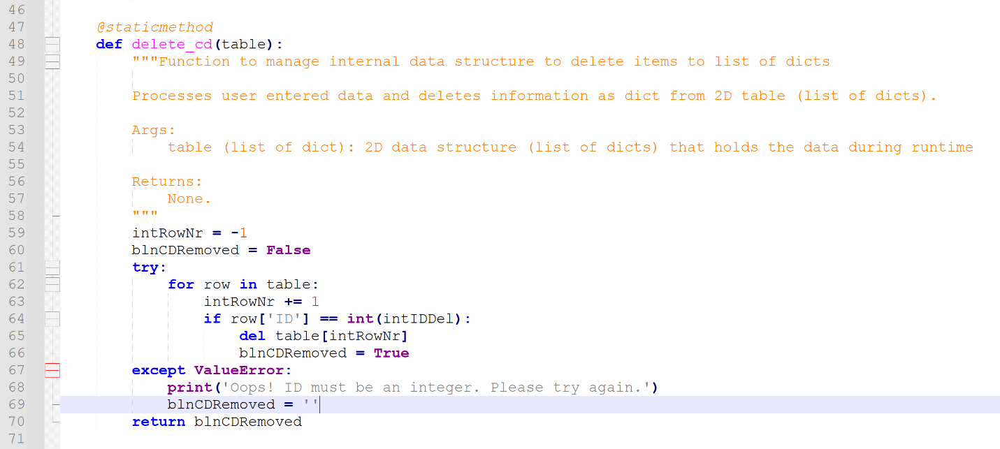 46
47 @staticmethod
48 def delete_cd(table):
49 """Function to manage internal data structure to delete items to list of dicts
50
51 Processes user entered data and deletes information as dict from 2D table (list of dicts).
52
53 Args:
54 table (list of dict): 2D data structure (list of dicts) that holds the data during runtime
55
56 Returns:
57 None.
58 """
59 intRowNr = -1
60 blnCDRemoved = False
61 try:
62 for row in table:
63 intRowNr += 1
64 if row['ID'] == int(intIDDel):
65 del table[intRowNr]
66 blnCDRemoved = True
67 except ValueError:
68 print('Oops! ID must be an integer. Please try again.')
69 blnCDRemoved = ''
70 return blnCDRemoved
71